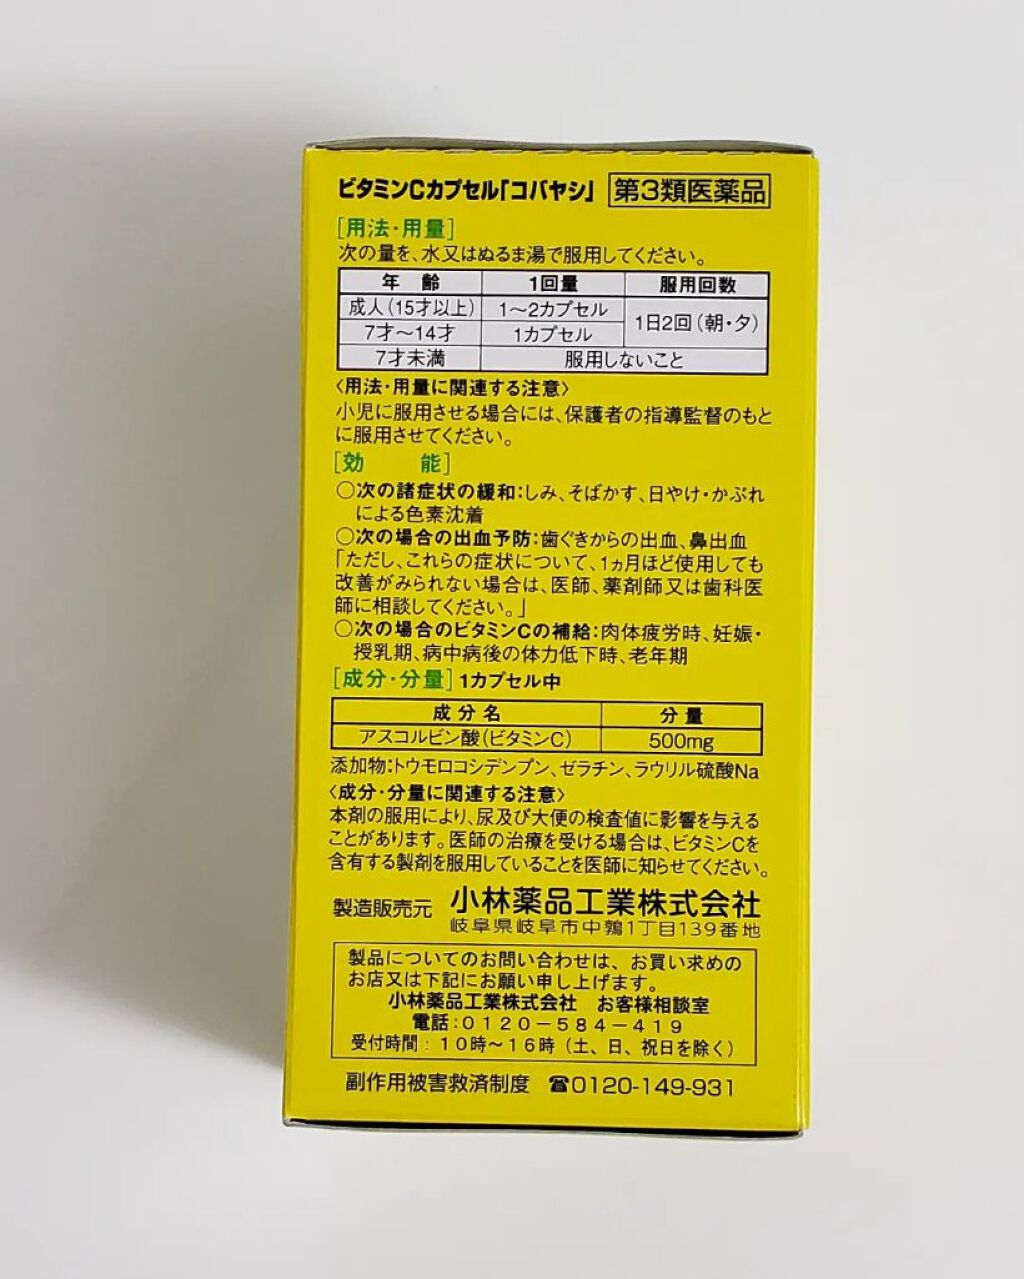 ビタミンCカプセル「コバヤシ」 第3類医薬品
[用法・用量]
次の量を、水又はぬるま湯で服用してください。
年 齢 1回量 服用回数
成人(15才以上) 1〜2カプセル 1日2回(朝・夕)
7才〜14才 1カプセル
7才未満 服用しないこと
〈用法・用量に関連する注意〉
小児に服用させる場合には、保護者の指導監督のもと
に服用させてください。
[効 能]
○次の諸症状の緩和:しみ、そばかす、日やけ・かぶれ
による色素沈着
○次の場合の出血予防:歯ぐきからの出血、鼻出血
「ただし、これらの症状について、1ヵ月ほど使用しても
改善がみられない場合は、医師、薬剤師又は歯科医
師に相談してください。」
○次の場合のビタミンCの補給:肉体疲労時、妊娠・
授乳期、病中病後の体力低下時、老年期
[成分・分量]1カプセル中
成分名 分量
アスコルビン酸(ビタミンC) 500mg
添加物:トウモロコシデンプン、ゼラチン、ラウリル硫酸Na
〈成分・分量に関連する注意〉
本剤の服用により、尿及び大便の検査値に影響を与える
ことがあります。医師の治療を受ける場合は、ビタミンCを
含有する製剤を服用していることを医師に知らせてください。
製造販売元 小林薬品工業株式会社
岐阜県岐阜市中鶉1丁目139番地
製品についてのお問い合わせは、お買い求めの
お店又は下記にお願い申し上げます。
小林薬品工業株式会社 お客様相談室
電話:0120-584-419
受付時間:10時〜16時(土、日、祝日を除く)
副作用被害救済制度 ☎0120-149-931